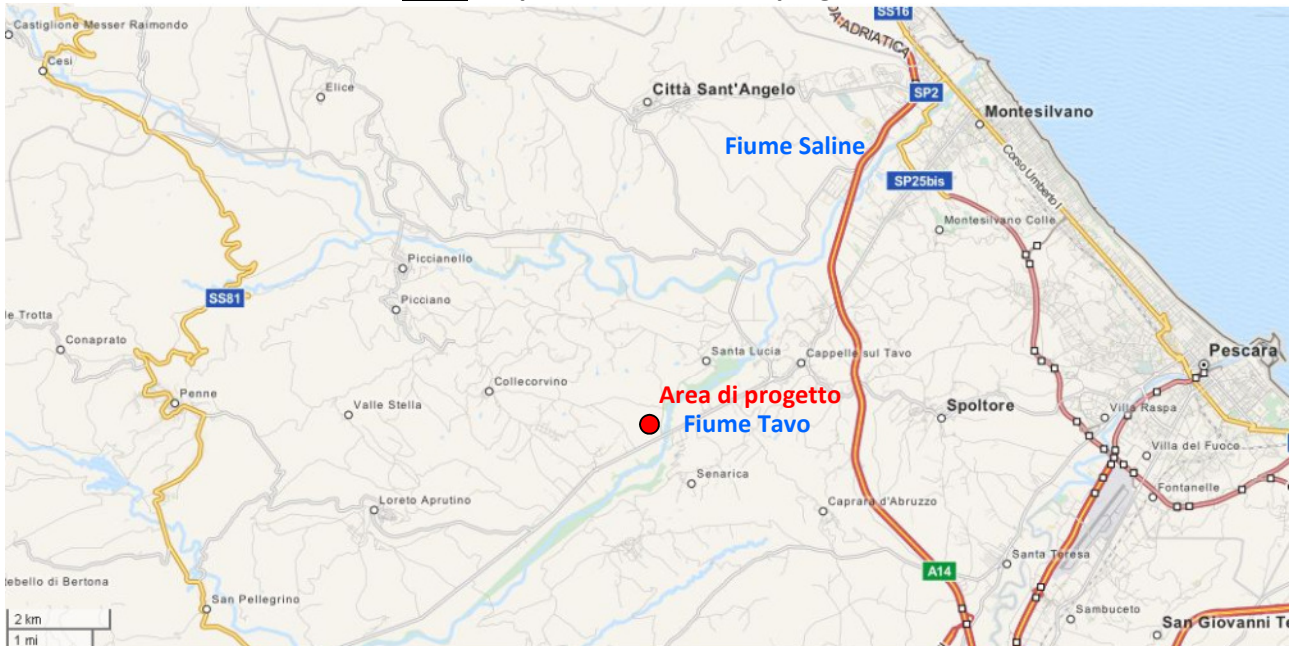 SS16
DA ADRIATICA
Castiglione Messer Raimondo
Cesi
Elice
Città Sant'Angelo
SP2
Montesilvano
Fiume Saline
Corso Umberto I
SP25bis
Montesilvano Colle
Piccianello
SS81
Picciano
le Trotta
Conaprato
Santa Lucia
Cappelle sul Tavo
Pescara
Penne
Collecorvino
Area di progetto
Valle Stella
Fiume Tavo
Spoltore
Villa Raspa
Villa del Fuoco
Senarica
Fontanelle
Loreto Aprutino
Caprara d'Abruzzo
Santa Teresa
A14
tebello di Bertona
San Pellegrino
Sambuceto
San Giovanni Te
2 km
1 mi